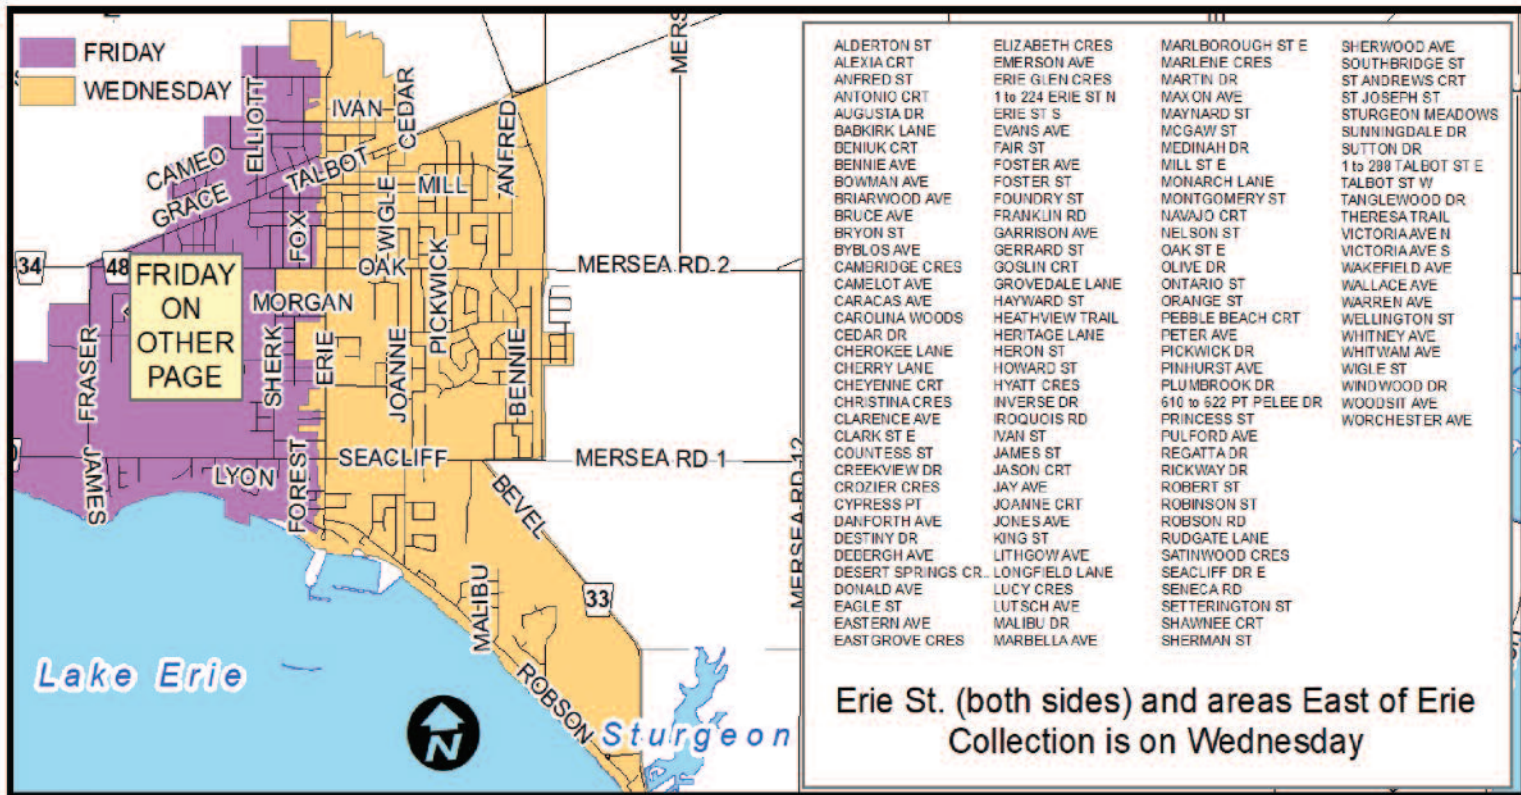 FRIDAY
WEDNESDAY
IVAN
CEDAR
ELLIOTT
CAMEO
GRACE
TALBOT
ANFRED
MILL
WIGLE
FOX
34
48
OAK
MERSEA RD 2
PICKWICK
FRIDAY
ON
OTHER
PAGE
MORGAN
SHERK
ERIE
FRASER
JOANNE
BENNIE
JAMES
LYON
FOREST
SEACLIFF
MERSEA RD 1
MERSEA RD 12
BEVEL
33
MALIBU
ROBSON
Lake Erie
N
Sturgeon
MERS
ALDERTON ST
ALEXIA CRT
ANFRED ST
ANTONIO CRT
AUGUSTA DR
BABKIRK LANE
BENIUK CRT
BENNIE AVE
BOWMAN AVE
BRIARWOOD AVE
BRUCE AVE
BRYON ST
BYBLOS AVE
CAMBRIDGE CRES
CAMELOT AVE
CARACAS AVE
CAROLINA WOODS
CEDAR DR
CHEROKEE LANE
CHERRY LANE
CHEYENNE CRT
CHRISTINA CRES
CLARENCE AVE
CLARK ST E
COUNTESS ST
CREEKVIEW DR
CROZIER CRES
CYPRESS PT
DANFORTH AVE
DESTINY DR
DEBERGH AVE
DESERT SPRINGS CR
DONALD AVE
EAGLE ST
EASTERN AVE
EASTGROVE CRES
ELIZABETH CRES
EMERSON AVE
ERIE GLEN CRES
1 to 224 ERIE ST N
ERIE ST S
EVANS AVE
FAIR ST
FOSTER AVE
FOSTER ST
FOUNDRY ST
FRANKLIN RD
GARRISON AVE
GERRARD ST
GOSLIN CRT
GROVEDALE LANE
HAYWARD ST
HEATHVIEW TRAIL
HERITAGE LANE
HERON ST
HOWARD ST
HYATT CRES
INVERSE DR
IROQUOIS RD
IVAN ST
JAMES ST
JASON CRT
JAY AVE
JOANNE CRT
JONES AVE
KING ST
LITHGOW AVE
LONGFIELD LANE
LUCY CRES
LUTSCH AVE
MALIBU DR
MARBELLA AVE
MARLBOROUGH ST E
MARLENE CRES
MARTIN DR
MAXON AVE
MAYNARD ST
MCGAW ST
MEDINAH DR
MILL ST E
MONARCH LANE
MONTGOMERY ST
NAVAJO CRT
NELSON ST
OAK ST E
OLIVE DR
ONTARIO ST
ORANGE ST
PEBBLE BEACH CRT
PETER AVE
PICKWICK DR
PINHURST AVE
PLUMBROOK DR
610 to 622 PT PELEE DR
PRINCESS ST
PULFORD AVE
REGATTA DR
RICKWAY DR
ROBERT ST
ROBINSON ST
ROBSON RD
RUDGATE LANE
SATINWOOD CRES
SEACLIFF DR E
SENECA RD
SETTERINGTON ST
SHAWNEE CRT
SHERMAN ST
SHERWOOD AVE
SOUTHBRIDGE ST
ST ANDREWS CRT
ST JOSEPH ST
STURGEON MEADOWS
SUNNINGDALE DR
SUTTON DR
1 to 288 TALBOT ST E
TALBOT ST W
TANGLEWOOD DR
THERESA TRAIL
VICTORIA AVE N
VICTORIA AVE S
WAKEFIELD AVE
WALLACE AVE
WARREN AVE
WELLINGTON ST
WHITNEY AVE
WHITWAM AVE
WIGLE ST
WINDWOOD DR
WOODSIT AVE
WORCHESTER AVE
Erie St. (both sides) and areas East of Erie
Collection is on Wednesday